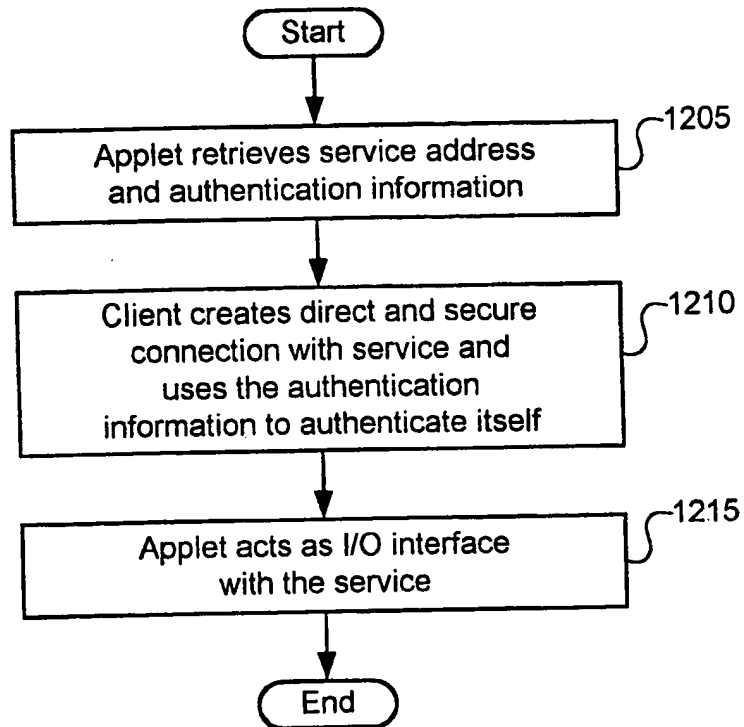 Start
1205
Applet retrieves service address
and authentication information
1210
Client creates direct and secure
connection with service and
uses the authentication
information to authenticate itself
1215
Applet acts as I/O interface
with the service
End